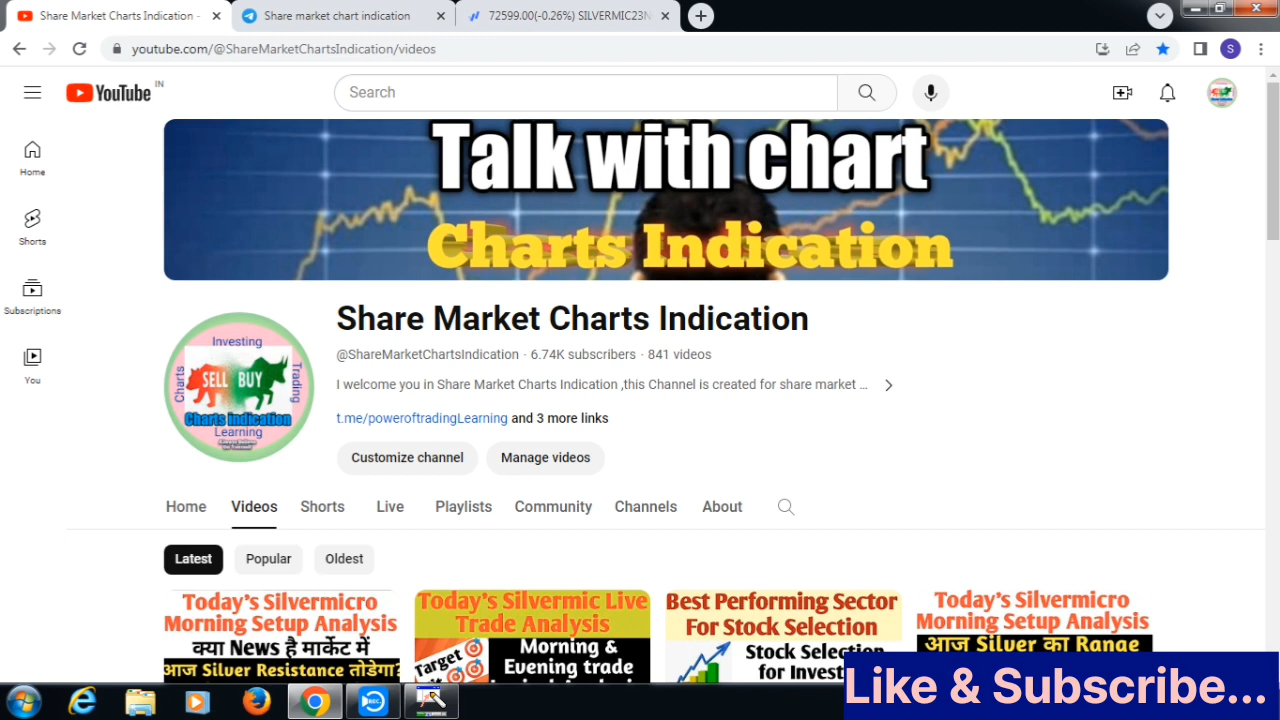 Share Market Charts Indication -
Share market chart indication
72599.00(-0.26%) SILVERMIC23N
youtube.com/@ShareMarketChartsIndication/videos
S
YouTube IN
Search
Home
Shorts
Subscriptions
You
Talk with chart
Charts Indication
Investing
Charts
SELL BUY
Trading
Charts indication
Learning
Share Market Charts Indication
@ShareMarketChartsIndication · 6.74K subscribers · 841 videos
I welcome you in Share Market Charts Indication ,this Channel is created for share market ...
t.me/poweroftradingLearning and 3 more links
Customize channel
Manage videos
Home
Videos
Shorts
Live
Playlists
Community
Channels
About
Latest
Popular
Oldest
Today's Silvermicro
Morning Setup Analysis
क्या News है मार्केट में
आज Silver Resistance तोडेगा?
Today's Silvermic Live
Trade Analysis
Target
Morning &
Evening trade
Best Performing Sector
For Stock Selection
Stock Selection
Today's Silvermicro
Morning Setup Analysis
आज Silver का Range
REC
Like & Subscribe...